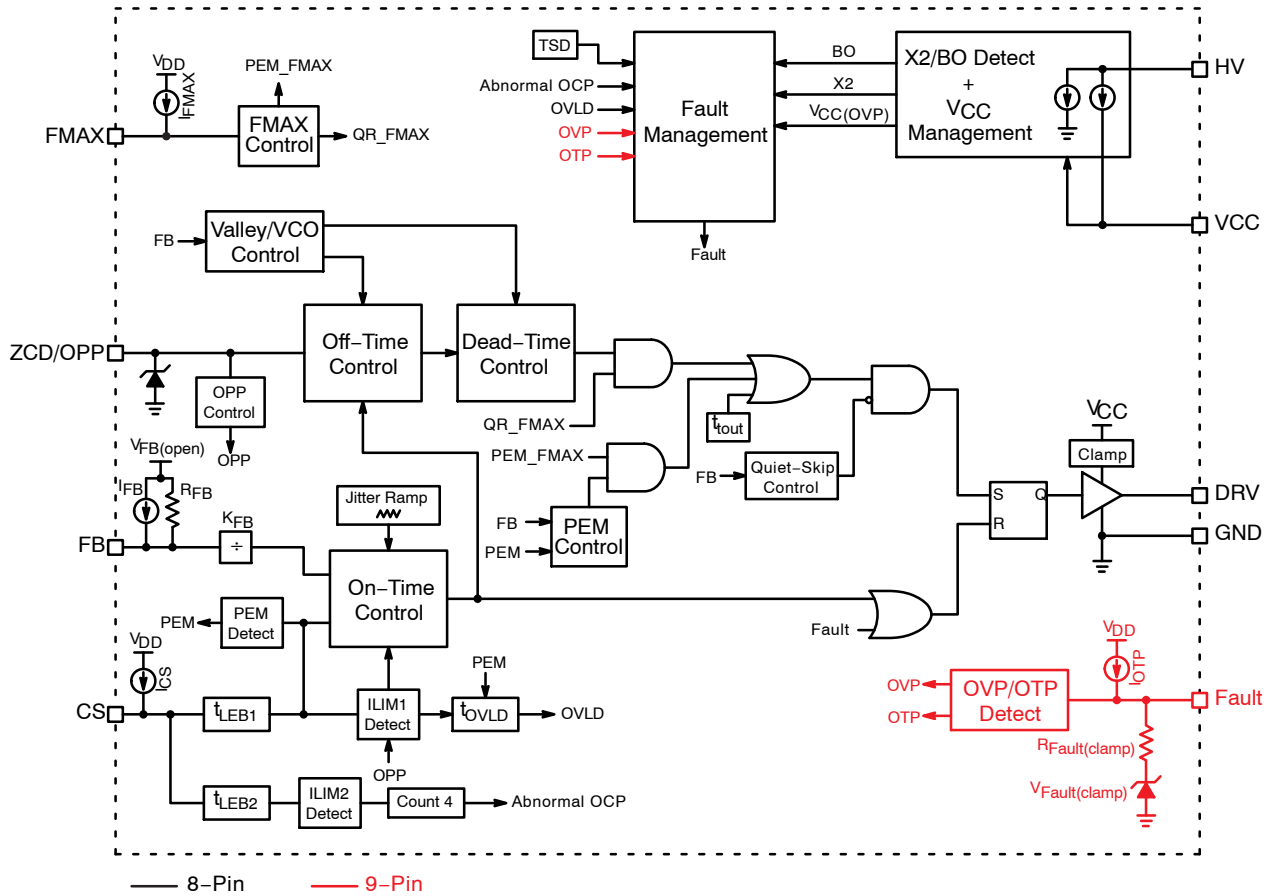 TSD
Abnormal OCP
OVLD
OVP
OTP
Fault
Management
BO
X2
VCC(OVP)
X2/BO Detect
+
VCC
Management
HV
VCC
Fault
VDD
IFMAX
PEM_FMAX
FMAX
FMAX
Control
QR_FMAX
FB
Valley/VCO
Control
ZCD/OPP
Off-Time
Control
Dead-Time
Control
OPP
Control
OPP
QR_FMAX
PEM_FMAX
ttout
FB
Quiet-Skip
Control
VCC
Clamp
S
Q
R
DRV
GND
VFB(open)
IFB
RFB
FB
KFB
÷
Jitter Ramp
FB
PEM
PEM
Control
On-Time
Control
PEM
PEM
Detect
Fault
VDD
ICS
CS
tLEB1
ILIM1
Detect
OPP
PEM
tOVLD
OVLD
tLEB2
ILIM2
Detect
Count 4
Abnormal OCP
VDD
IOTP
OVP
OTP
OVP/OTP
Detect
Fault
RFault(clamp)
VFault(clamp)
8-Pin
9-Pin